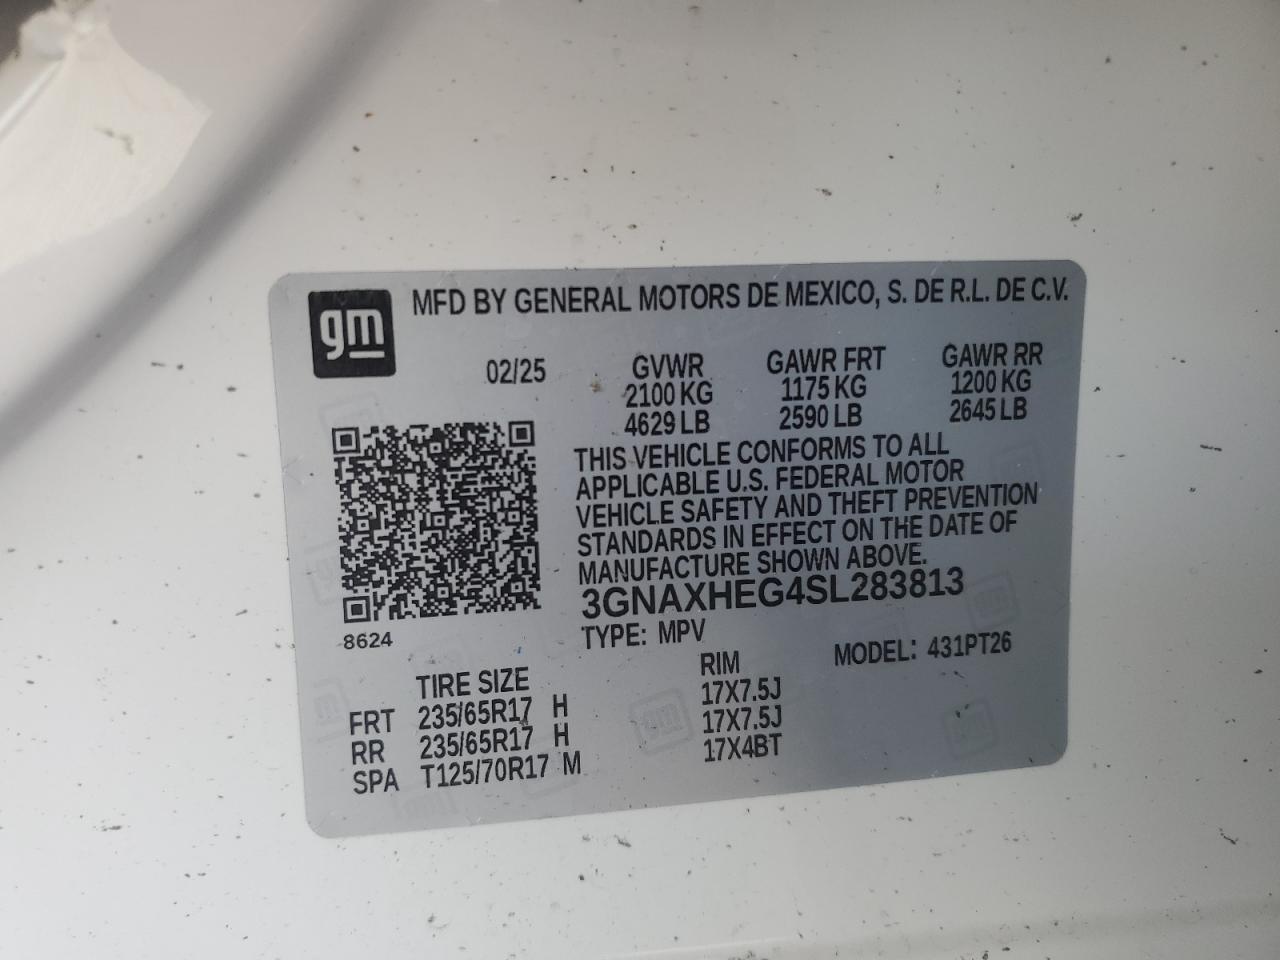 gm
MFD BY GENERAL MOTORS DE MEXICO, S. DE R.L. DE C.V.
02/25 GVWR GAWR FRT GAWR RR
2100 KG 1175 KG 1200 KG
4629 LB 2590 LB 2645 LB
THIS VEHICLE CONFORMS TO ALL
APPLICABLE U.S. FEDERAL MOTOR
VEHICLE SAFETY AND THEFT PREVENTION
STANDARDS IN EFFECT ON THE DATE OF
MANUFACTURE SHOWN ABOVE.
3GNAXHEG4SL283813
8624
TYPE: MPV MODEL: 431PT26
TIRE SIZE RIM
FRT 235/65R17 H 17X7.5J
RR 235/65R17 H 17X7.5J
SPA T125/70R17 M 17X4BT